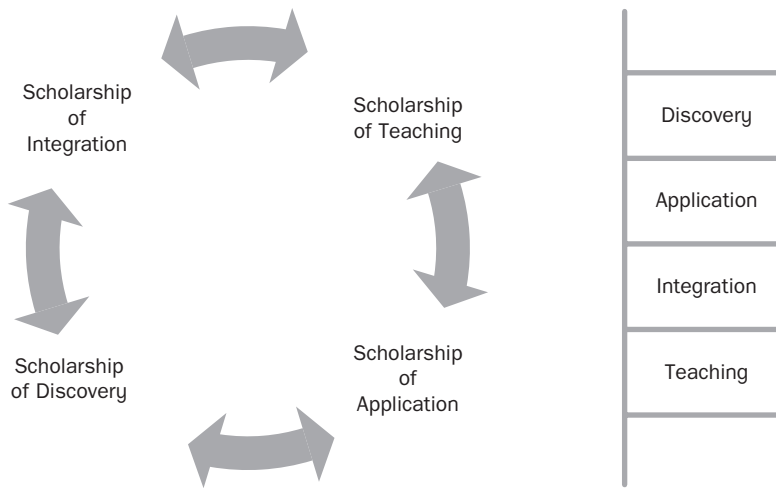 Scholarship
of
Integration
Scholarship
of Teaching
Scholarship
of Discovery
Scholarship
of
Application
Discovery
Application
Integration
Teaching